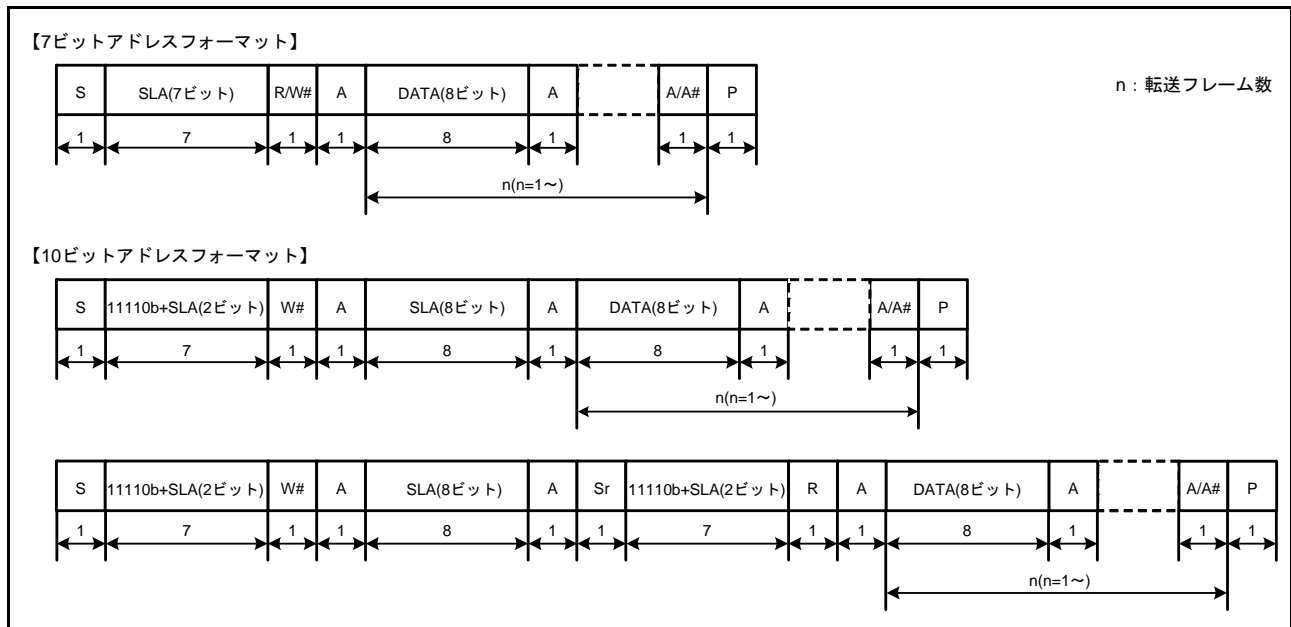 【7ビットアドレスフォーマット】
n：転送フレーム数
S SLA(7ビット) R/W# A DATA(8ビット) A A/A# P
1 7 1 1 8 1 1 1
n(n=1～)
【10ビットアドレスフォーマット】
S 11110b+SLA(2ビット) W# A SLA(8ビット) A DATA(8ビット) A A/A# P
1 7 1 1 8 1 8 1 1 1
n(n=1～)
S 11110b+SLA(2ビット) W# A SLA(8ビット) A Sr 11110b+SLA(2ビット) R A DATA(8ビット) A A/A# P
1 7 1 1 8 1 1 7 1 1 8 1 1 1
n(n=1～)